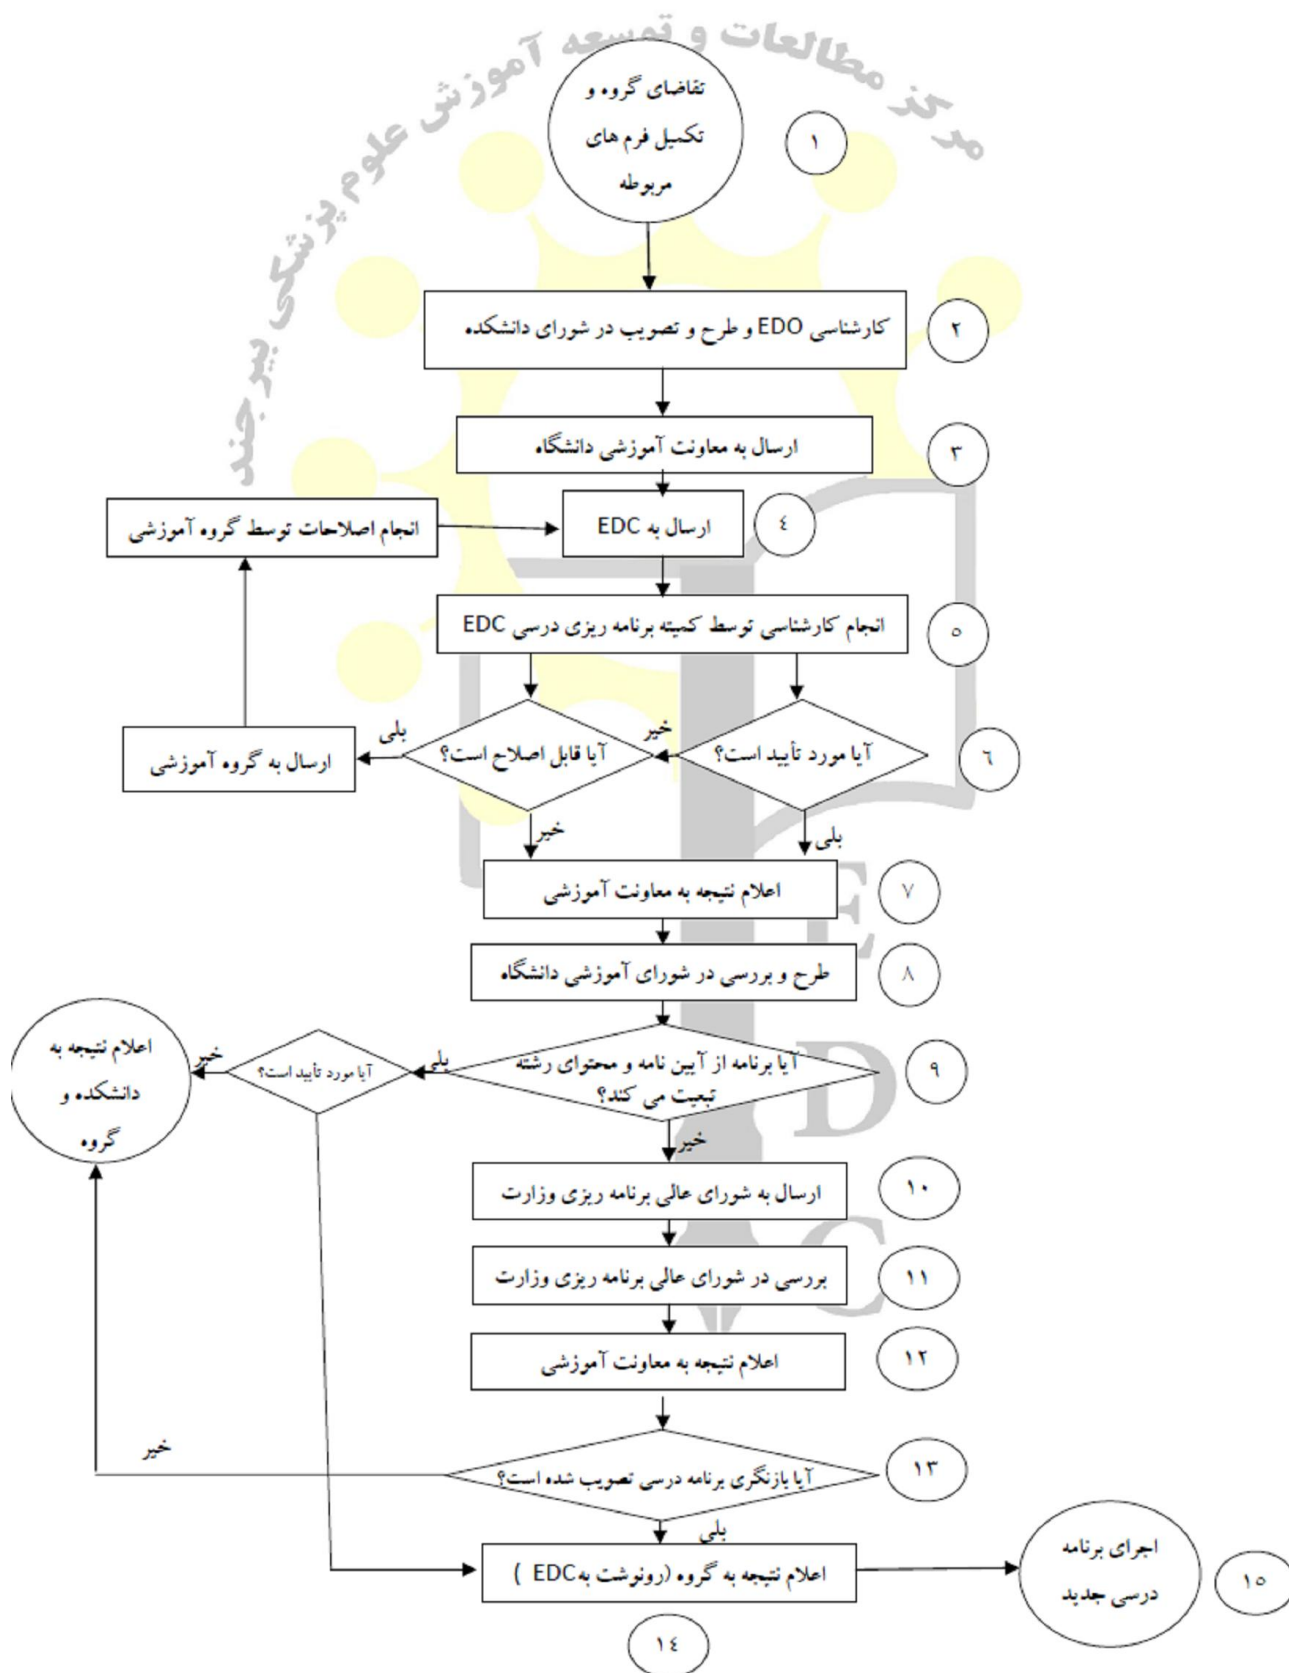 مرکز مطالعات و توسعه آموزش علوم پزشکی بیرجند
تقاضای گروه و
تکمیل فرم های
مربوطه
۱
کارشناسی EDO و طرح و تصویب در شورای دانشکده
۲
ارسال به معاونت آموزشی دانشگاه
۳
ارسال به EDC
٤
انجام اصلاحات توسط گروه آموزشی
انجام کارشناسی توسط کمیته برنامه ریزی درسی EDC
٥
آیا مورد تأیید است؟
خیر
آیا قابل اصلاح است؟
بلی
ارسال به گروه آموزشی
٦
بلی
خیر
اعلام نتیجه به معاونت آموزشی
۷
E
طرح و بررسی در شورای آموزشی دانشگاه
۸
آیا برنامه از آیین نامه و محتوای رشته
تبعیت می کند؟
۹
بلی
آیا مورد تأیید است؟
خیر
اعلام نتیجه به
دانشکده و
گروه
D
خیر
ارسال به شورای عالی برنامه ریزی وزارت
۱۰
C
بررسی در شورای عالی برنامه ریزی وزارت
۱۱
اعلام نتیجه به معاونت آموزشی
۱۲
آیا بازنگری برنامه درسی تصویب شده است؟
۱۳
خیر
بلی
اعلام نتیجه به گروه (رونوشت به EDC )
۱٤
اجرای برنامه
درسی جدید
۱٥